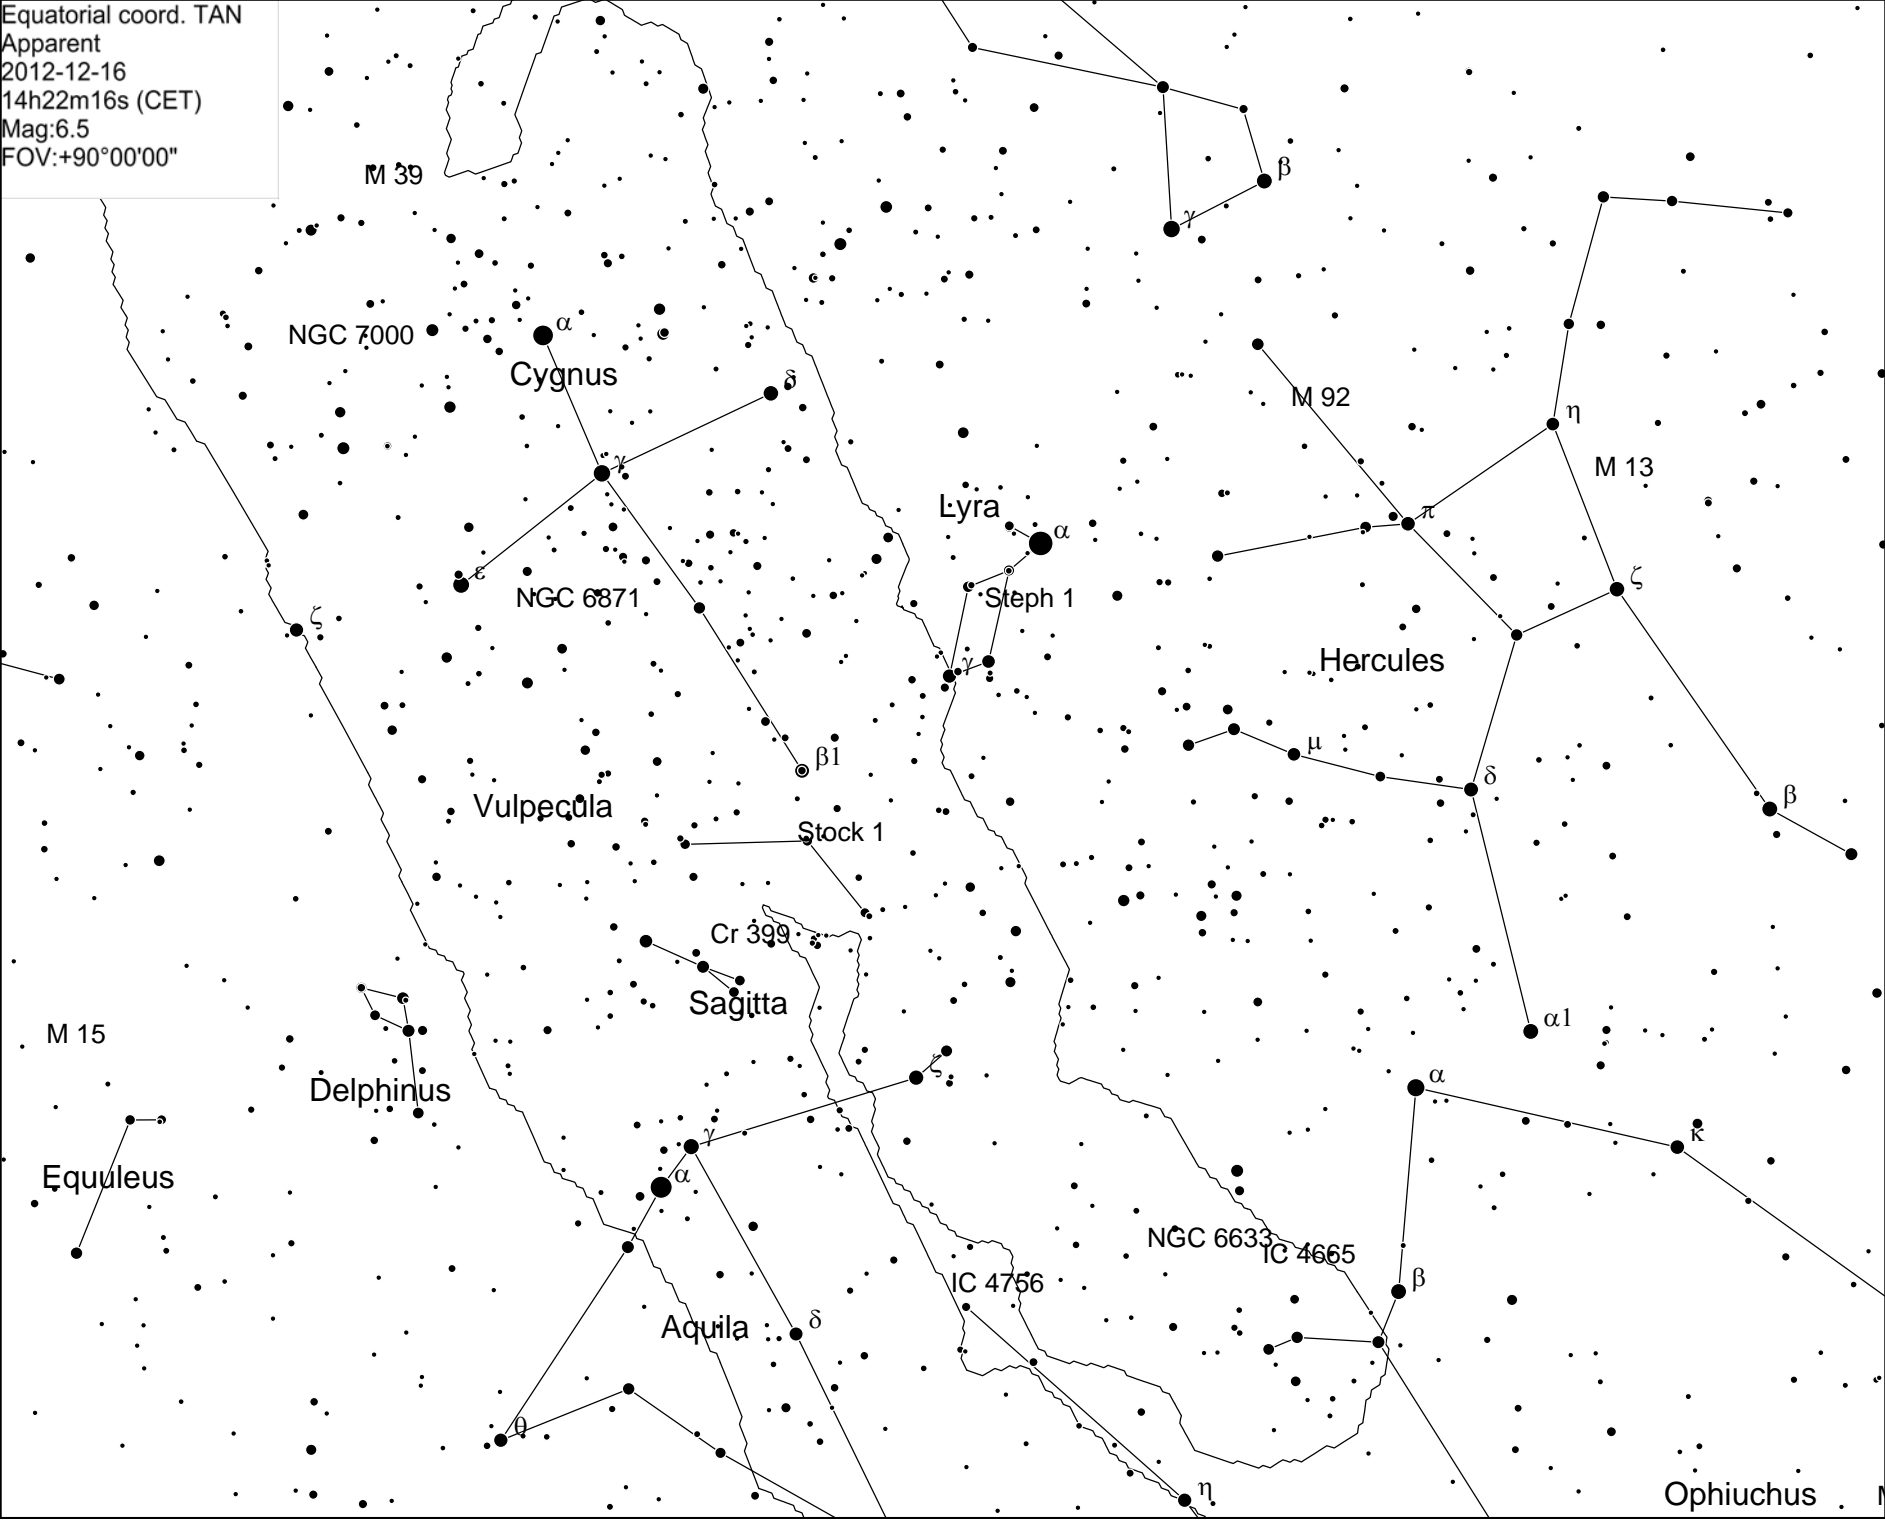 Equatorial coord. TAN
Apparent
2012-12-16
14h22m16s (CET)
Mag:6.5
FOV:+90°00'00"
M 39
β
γ
NGC 7000
α
Cygnus
δ
M 92
η
γ
M 13
Lyra
α
π
ε
NGC 6871
Steph 1
ζ
ζ
γ
Hercules
β1
μ
δ
β
Vulpecula
Stock 1
Cr 399
Sagitta
α1
M 15
Delphinus
ζ
α
γ
κ
Equuleus
α
NGC 6633
IC 4665
IC 4756
β
Aquila
δ
θ
η
Ophiuchus